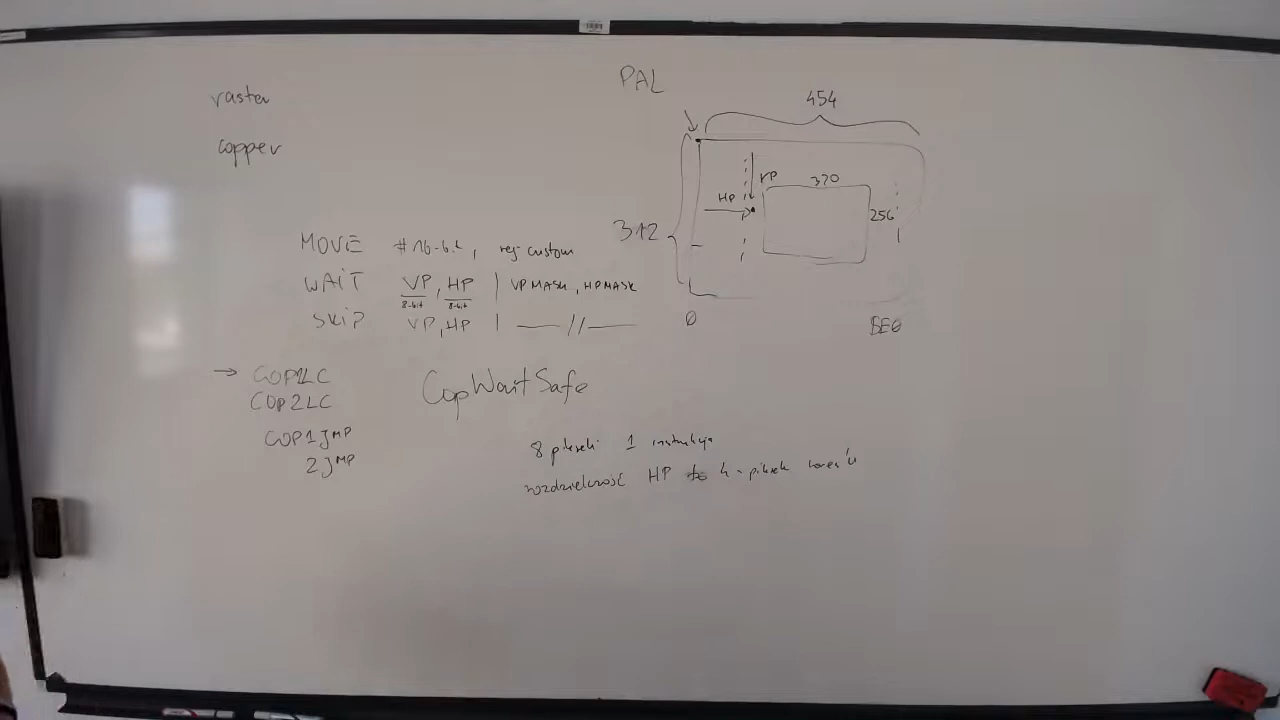 raster
copper
PAL
454
HP
VP
320
256
312
0
MOVE #16-bit, rej custom
WAIT VP, HP | VPMASK, HPMASK
8-bit 8-bit
SKIP VP, HP | —— // ——
→ COP1LC
COP2LC
COP1JMP
2JMP
CopWaitSafe
8 pikseli 1 instrukcja
rozdzielczość HP 4-piksele